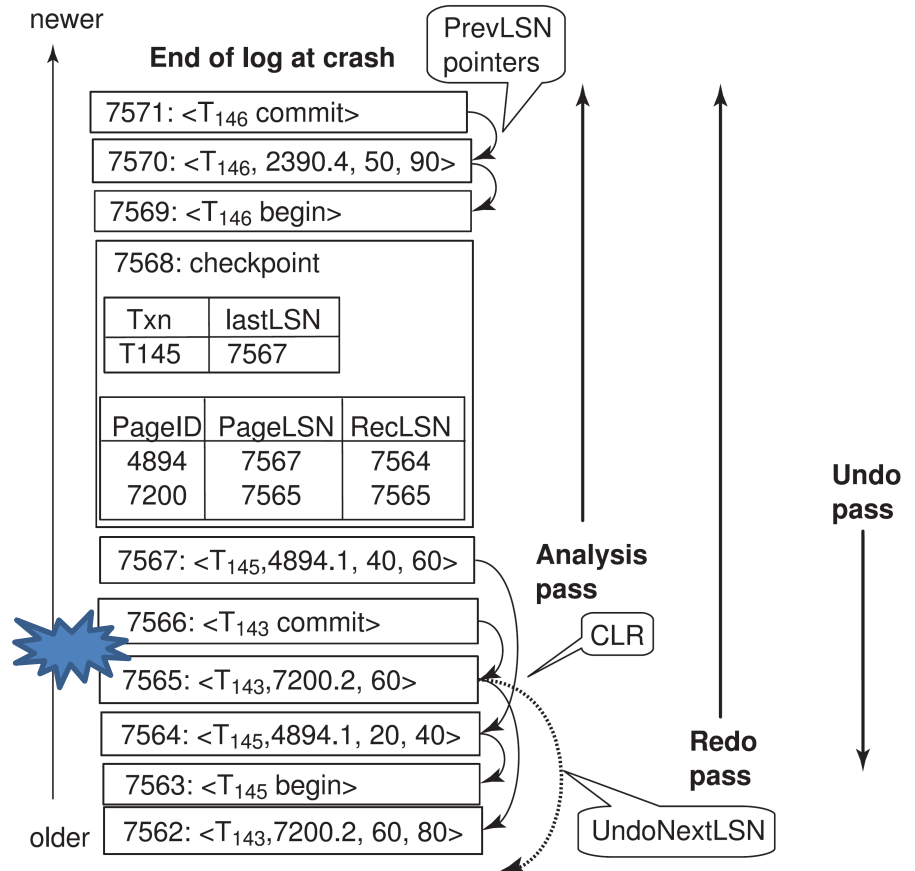 newer
End of log at crash
PrevLSN
pointers
7571: <T146 commit>
7570: <T146, 2390.4, 50, 90>
7569: <T146 begin>
7568: checkpoint
Txn lastLSN
T145 7567
PageID PageLSN RecLSN
4894 7567 7564
7200 7565 7565
7567: <T145,4894.1, 40, 60>
7566: <T143 commit>
7565: <T143,7200.2, 60>
7564: <T145,4894.1, 20, 40>
7563: <T145 begin>
7562: <T143,7200.2, 60, 80>
older
Analysis
pass
CLR
Redo
pass
UndoNextLSN
Undo
pass